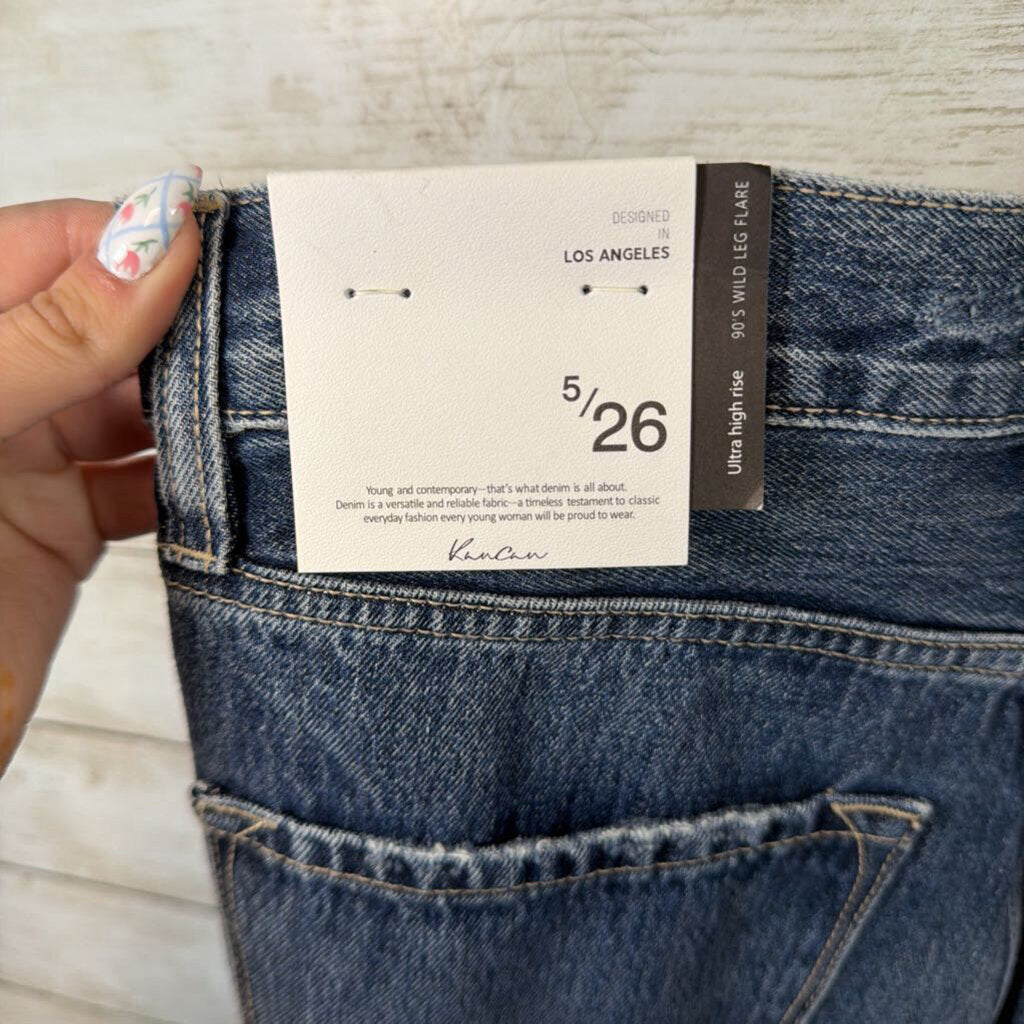 DESIGNED
IN
LOS ANGELES
5/26
Young and contemporary—that's what denim is all about.
Denim is a versatile and reliable fabric—a timeless testament to classic
everyday fashion every young woman will be proud to wear.
KanCan
Ultra high rise 90'S WILD LEG FLARE